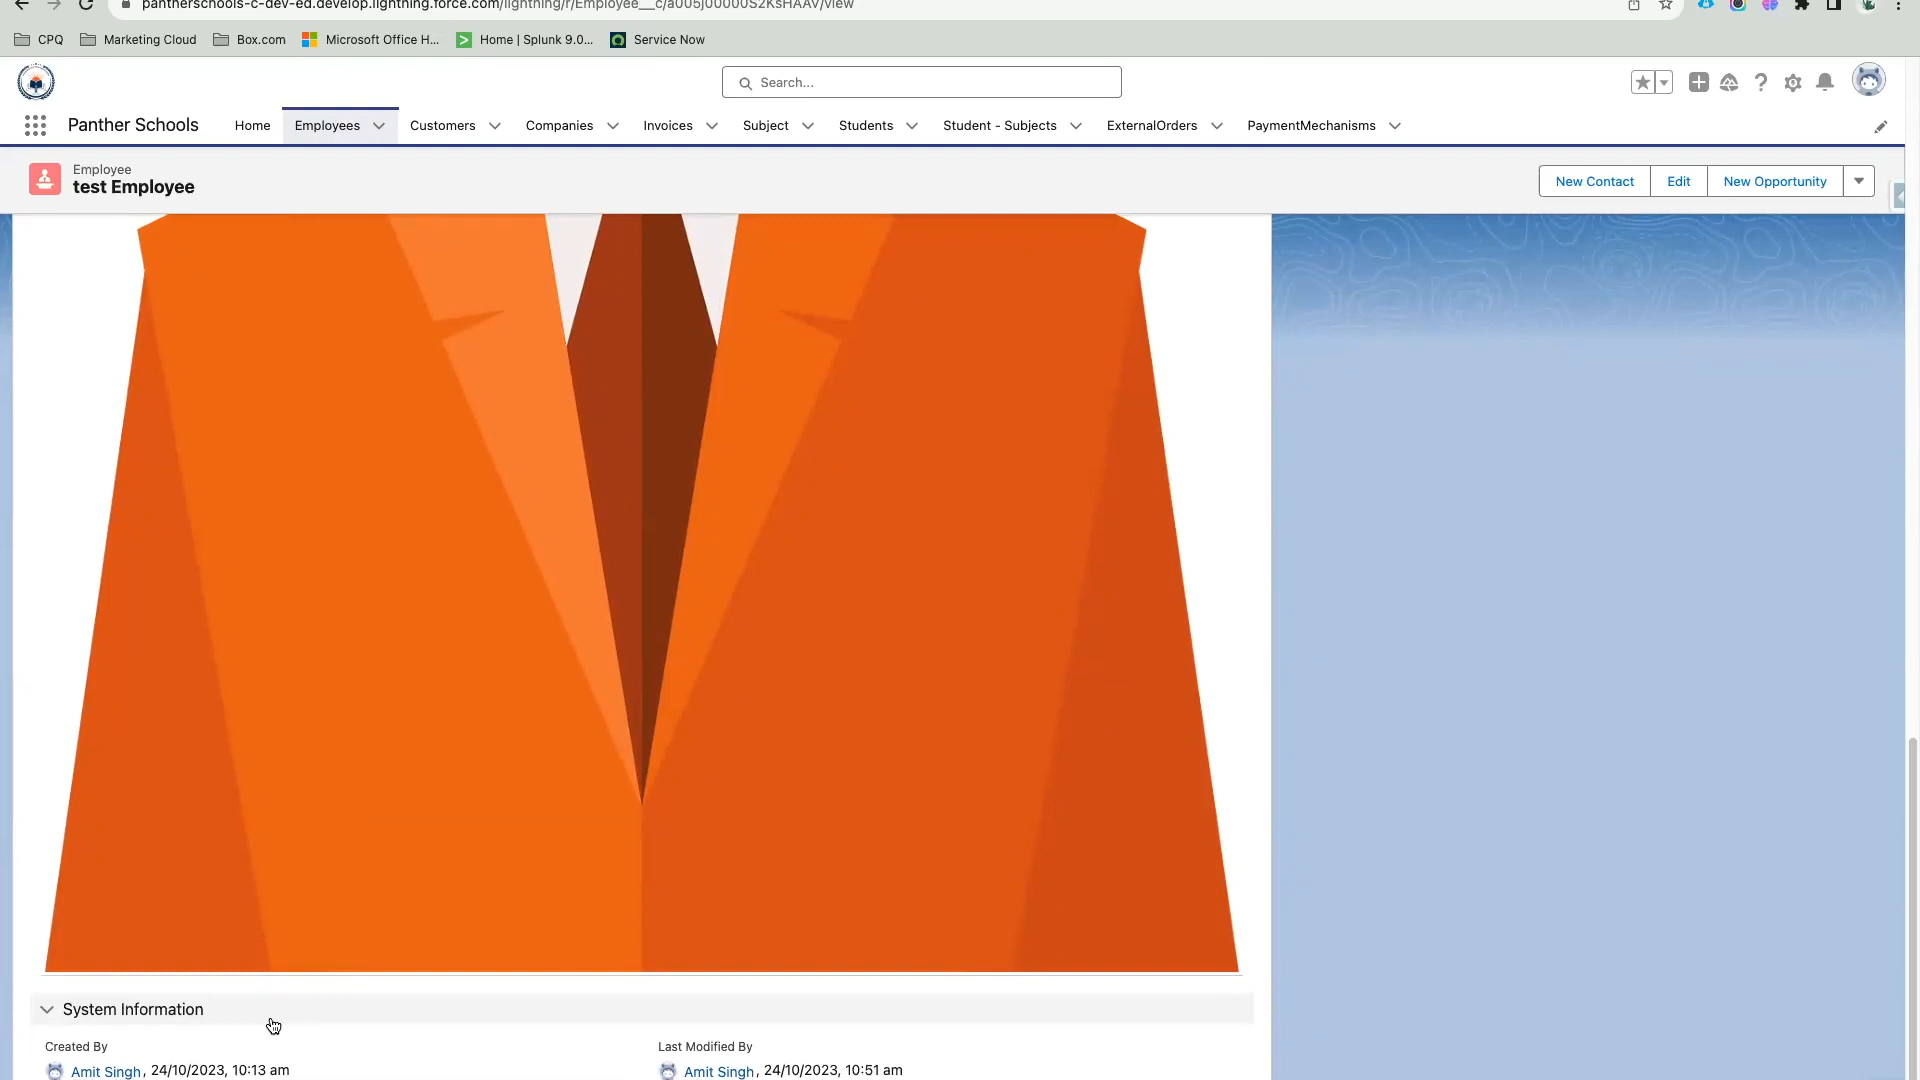 pantherschools-c-dev-ed.develop.lightning.force.com/lightning/r/Employee__c/a005j00000S2KsHAAV/view
CPQ Marketing Cloud Box.com Microsoft Office H... Home | Splunk 9.0... Service Now
Search...
Panther Schools Home Employees Customers Companies Invoices Subject Students Student - Subjects ExternalOrders PaymentMechanisms
Employee
test Employee
New Contact Edit New Opportunity
System Information
Created By Last Modified By
Amit Singh, 24/10/2023, 10:13 am Amit Singh, 24/10/2023, 10:51 am